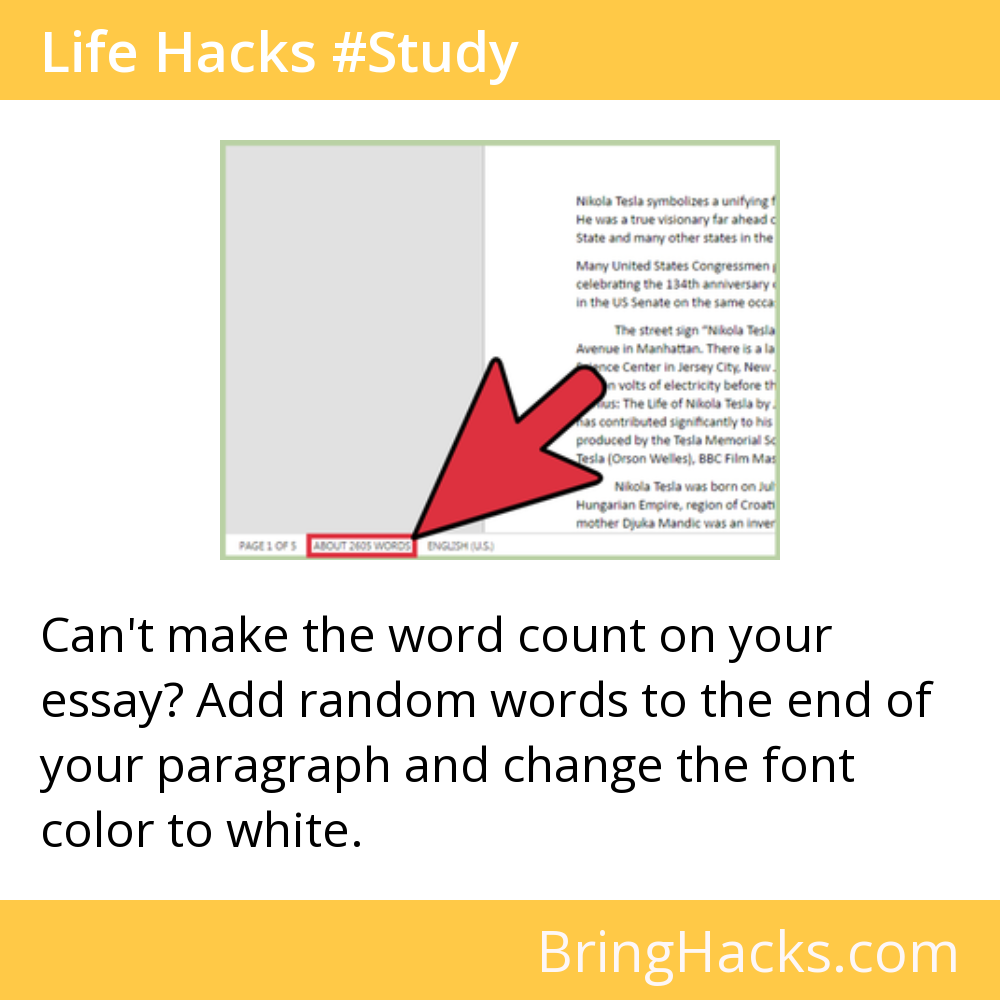 Life Hacks #Study
Nikola Tesla symbolizes a unifying
He was a true visionary far ahead
State and many other states in the
Many United States Congressmen
celebrating the 134th anniversary
in the US Senate on the same occa
The street sign “Nikola Tesla
Avenue in Manhattan. There is a la
ence Center in Jersey City, New
n volts of electricity before th
ius: The Life of Nikola Tesla by
has contributed significantly to his
produced by the Tesla Memorial Sc
Tesla (Orson Welles), BBC Film Mas
Nikola Tesla was born on Jul
Hungarian Empire, region of Croati
mother Djuka Mandic was an inver
PAGE 1 OF 5 ABOUT 2605 WORDS ENGLISH (U.S.)
Can't make the word count on your
essay? Add random words to the end of
your paragraph and change the font
color to white.
BringHacks.com